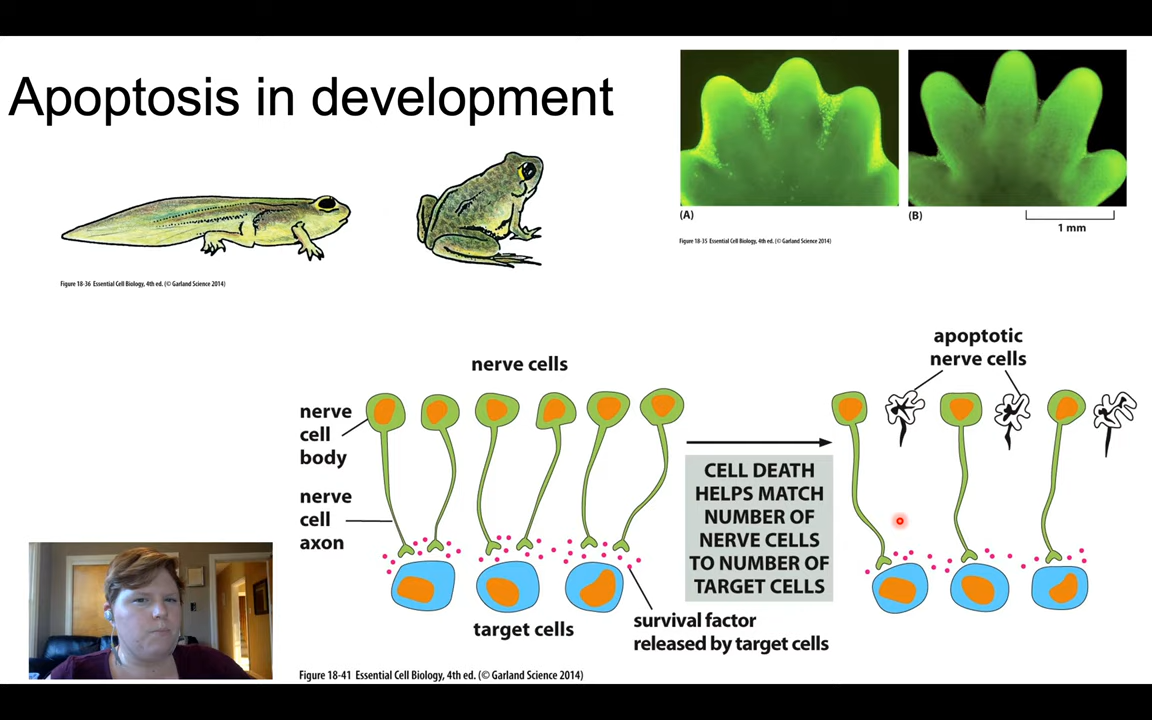 Apoptosis in development
(A)
(B)
1 mm
Figure 18-35 Essential Cell Biology, 4th ed. (© Garland Science 2014)
Figure 18-36 Essential Cell Biology, 4th ed. (© Garland Science 2014)
nerve cells
apoptotic
nerve cells
nerve
cell
body
nerve
cell
axon
CELL DEATH
HELPS MATCH
NUMBER OF
NERVE CELLS
TO NUMBER OF
TARGET CELLS
target cells
survival factor
released by target cells
Figure 18-41 Essential Cell Biology, 4th ed. (© Garland Science 2014)